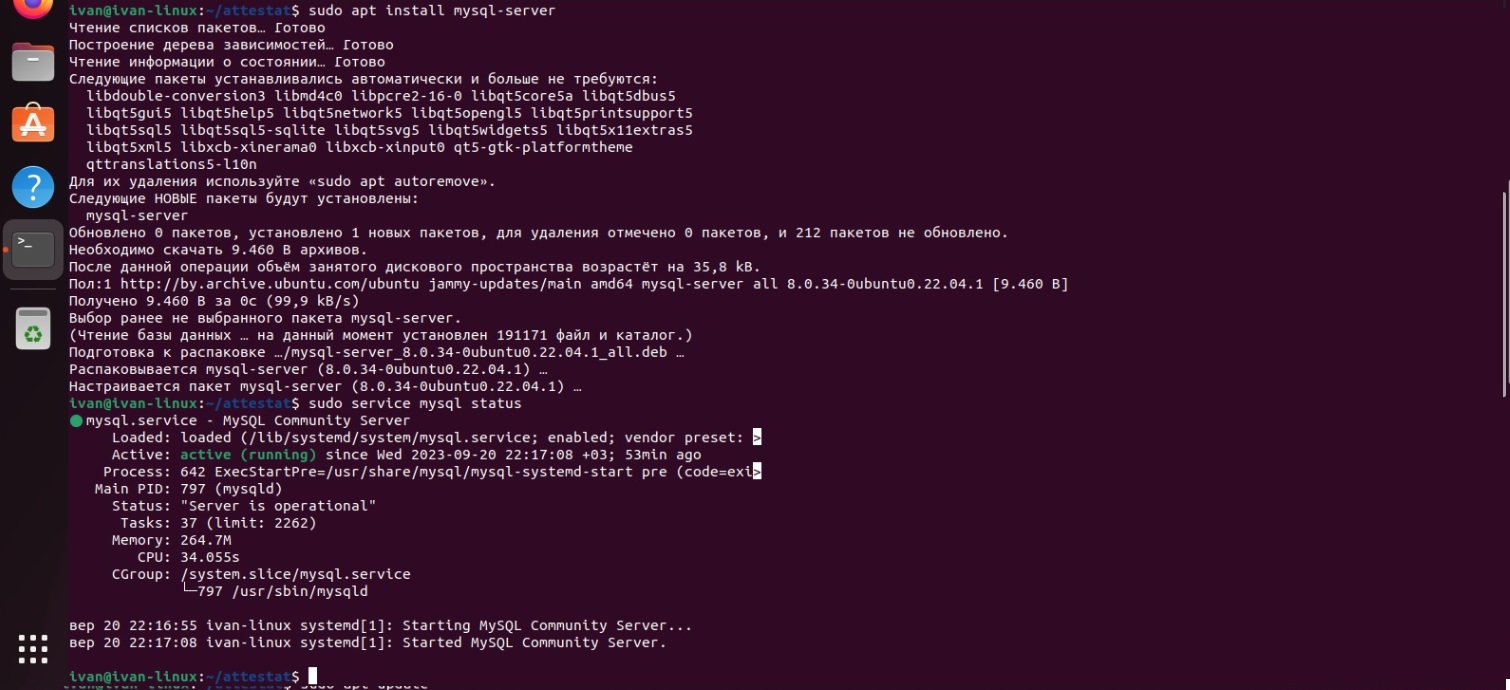 ivan@ivan-linux:~/attestat$ sudo apt install mysql-server
Чтение списков пакетов… Готово
Построение дерева зависимостей… Готово
Чтение информации о состоянии… Готово
Следующие пакеты устанавливались автоматически и больше не требуются:
  libdouble-conversion3 libmd4c0 libpcre2-16-0 libqt5core5a libqt5dbus5
  libqt5gui5 libqt5help5 libqt5network5 libqt5opengl5 libqt5printsupport5
  libqt5sql5 libqt5sql5-sqlite libqt5svg5 libqt5widgets5 libqt5x11extras5
  libqt5xml5 libxcb-xinerama0 libxcb-xinput0 qt5-gtk-platformtheme
  qttranslations5-l10n
Для их удаления используйте «sudo apt autoremove».
Следующие НОВЫЕ пакеты будут установлены:
  mysql-server
Обновлено 0 пакетов, установлено 1 новых пакетов, для удаления отмечено 0 пакетов, и 212 пакетов не обновлено.
Необходимо скачать 9.460 B архивов.
После данной операции объём занятого дискового пространства возрастёт на 35,8 kB.
Пол:1 http://by.archive.ubuntu.com/ubuntu jammy-updates/main amd64 mysql-server all 8.0.34-0ubuntu0.22.04.1 [9.460 B]
Получено 9.460 B за 0с (99,9 kB/s)
Выбор ранее не выбранного пакета mysql-server.
(Чтение базы данных … на данный момент установлен 191171 файл и каталог.)
Подготовка к распаковке …/mysql-server_8.0.34-0ubuntu0.22.04.1_all.deb …
Распаковывается mysql-server (8.0.34-0ubuntu0.22.04.1) …
Настраивается пакет mysql-server (8.0.34-0ubuntu0.22.04.1) …
ivan@ivan-linux:~/attestat$ sudo service mysql status
● mysql.service - MySQL Community Server
     Loaded: loaded (/lib/systemd/system/mysql.service; enabled; vendor preset: >
     Active: active (running) since Wed 2023-09-20 22:17:08 +03; 53min ago
    Process: 642 ExecStartPre=/usr/share/mysql/mysql-systemd-start pre (code=exi>
   Main PID: 797 (mysqld)
     Status: "Server is operational"
      Tasks: 37 (limit: 2262)
     Memory: 264.7M
        CPU: 34.055s
     CGroup: /system.slice/mysql.service
             └─797 /usr/sbin/mysqld
вер 20 22:16:55 ivan-linux systemd[1]: Starting MySQL Community Server...
вер 20 22:17:08 ivan-linux systemd[1]: Started MySQL Community Server.
ivan@ivan-linux:~/attestat$
ivan@ivan-linux:~/attestat$ sudo apt update